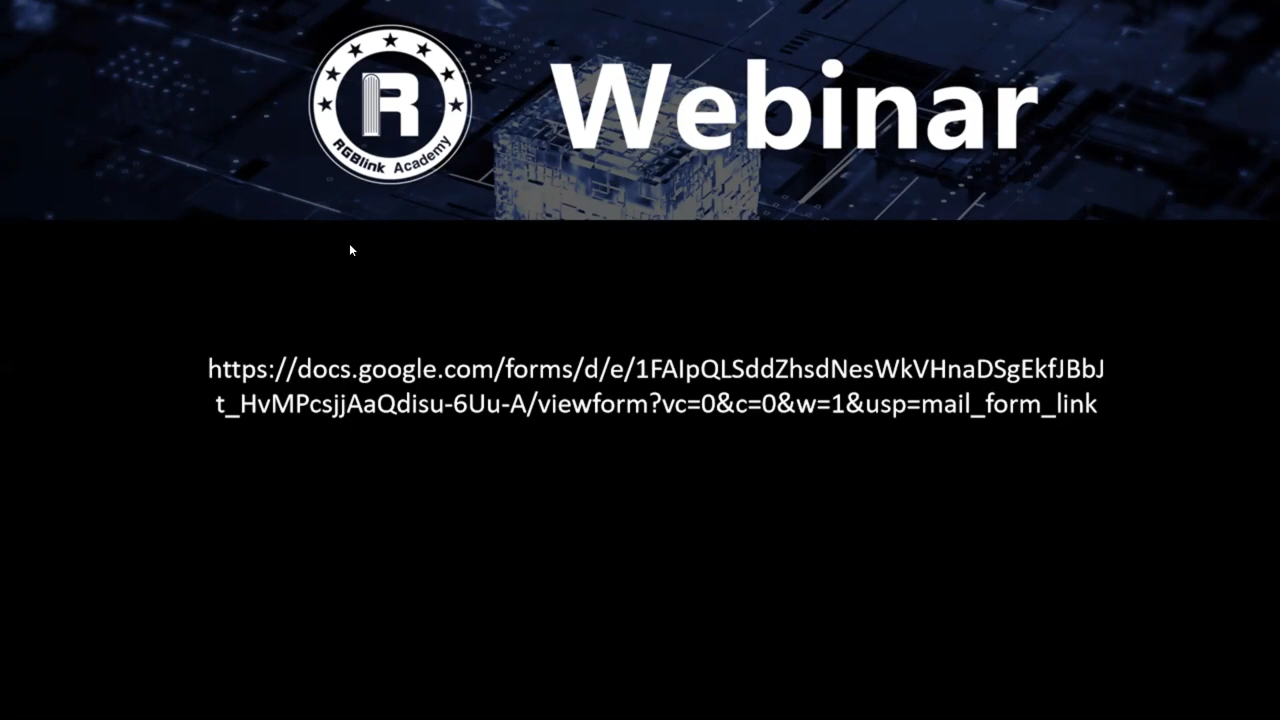 R
RGBlink Academy
Webinar
https://docs.google.com/forms/d/e/1FAIpQLSddZhsdNesWkVHnaDSgEkfJBbJ
t_HvMPcsjjAaQdisu-6Uu-A/viewform?vc=0&c=0&w=1&usp=mail_form_link